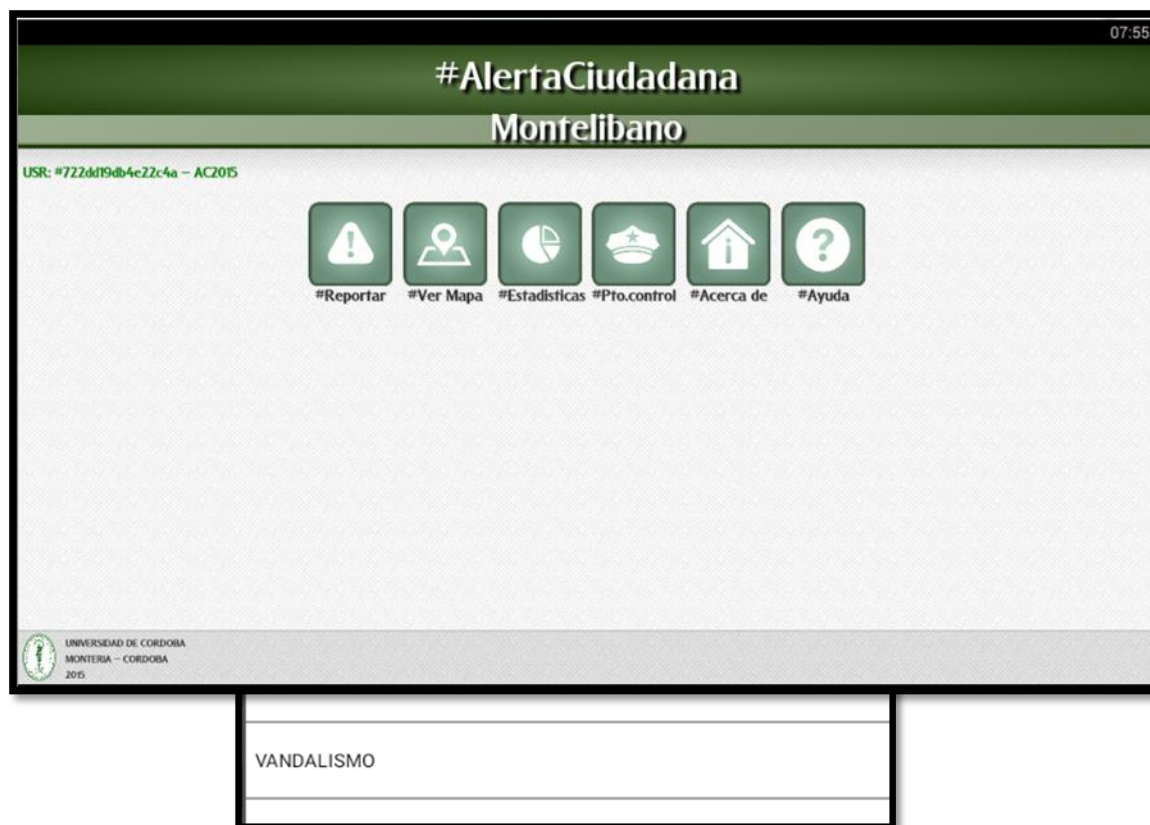 07:55
#AlertaCiudadana
Montelibano
USR: #722dd19db4e22c4a – AC2015
#Reportar #Ver Mapa #Estadisticas #Pto.control #Acerca de #Ayuda
UNIVERSIDAD DE CORDOBA
MONTERIA – CORDOBA
2015
VANDALISMO